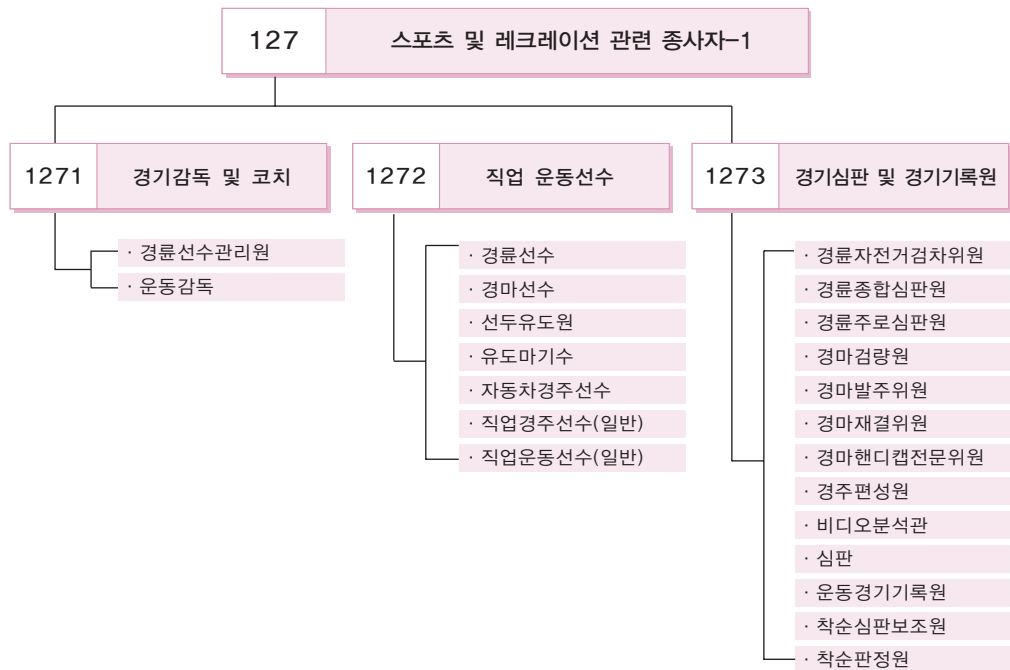 127 스포츠 및 레크레이션 관련 종사자-1
1271 경기감독 및 코치
· 경륜선수관리원
· 운동감독
1272 직업 운동선수
· 경륜선수
· 경마선수
· 선두유도원
· 유도마기수
· 자동차경주선수
· 직업경주선수(일반)
· 직업운동선수(일반)
1273 경기심판 및 경기기록원
· 경륜자전거검차위원
· 경륜종합심판원
· 경륜주로심판원
· 경마검량원
· 경마발주위원
· 경마재결위원
· 경마핸디캡전문위원
· 경주편성원
· 비디오분석관
· 심판
· 운동경기기록원
· 착순심판보조원
· 착순판정원